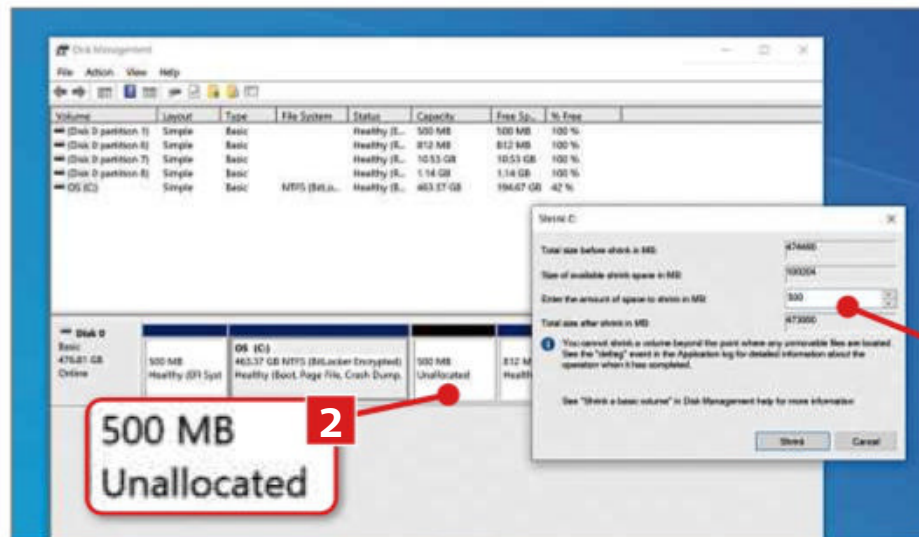 Disk Management
File Action View Help
Volume Layout Type File System Status Capacity Free Sp... % Free
(Disk 0 partition 1) Simple Basic Healthy (E... 500 MB 500 MB 100 %
(Disk 0 partition 6) Simple Basic Healthy (R... 812 MB 812 MB 100 %
(Disk 0 partition 7) Simple Basic Healthy (R... 10.53 GB 10.53 GB 100 %
(Disk 0 partition 8) Simple Basic Healthy (R... 1.14 GB 1.14 GB 100 %
OS (C:) Simple Basic NTFS (BitLo... Healthy (B... 463.37 GB 194.67 GB 42 %
Shrink C:
Total size before shrink in MB:
Size of available shrink space in MB:
Enter the amount of space to shrink in MB: 500
Total size after shrink in MB:
You cannot shrink a volume beyond the point where any unmovable files are located.
See the "defrag" event in the Application log for detailed information about the
operation when it has completed.
See "Shrink a basic volume" in Disk Management help for more information
Shrink Cancel
Disk 0
Basic
Online
500 MB
Healthy (EFI Syst
OS (C:)
463.37 GB NTFS (BitLocker Encrypted)
Healthy (Boot, Page File, Crash Dump,
500 MB
Unallocated
812 M
Health
2
500 MB
Unallocated